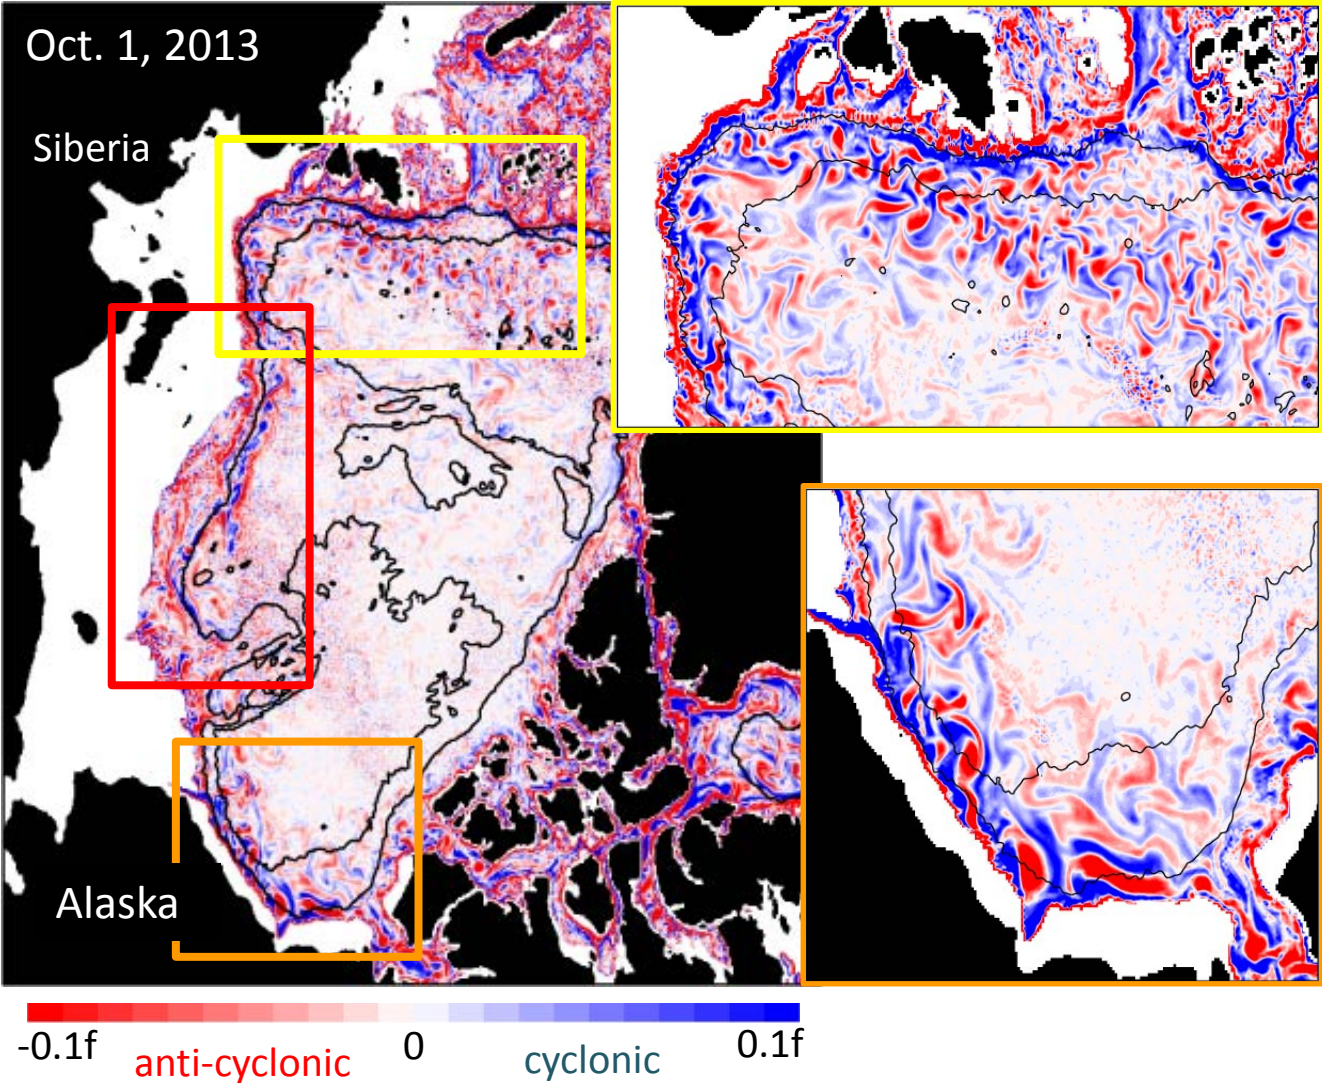 Oct. 1, 2013
Siberia
Alaska
-0.1f
anti-cyclonic
0
cyclonic
0.1f